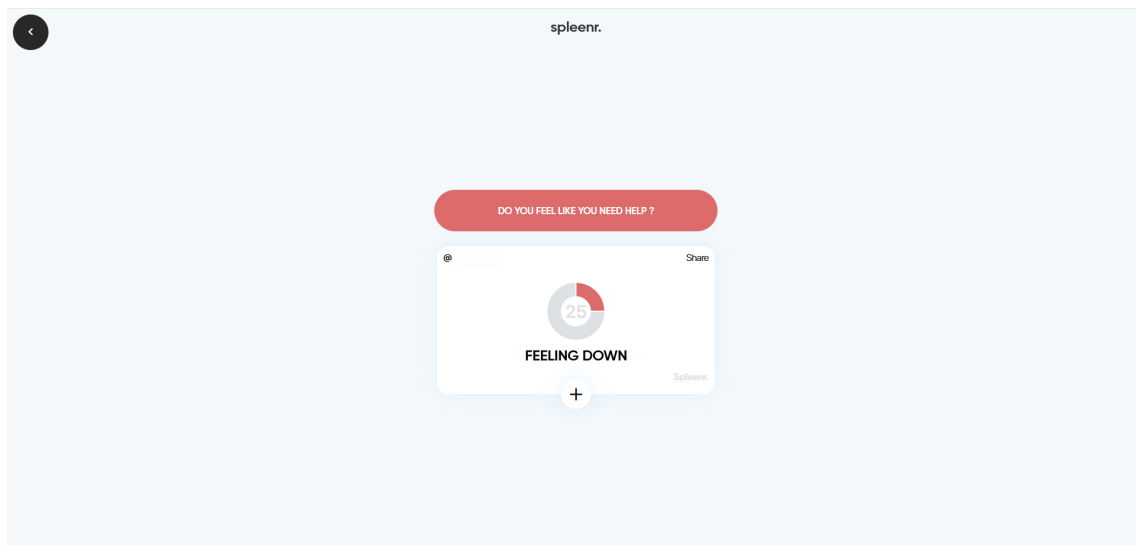 spleenr.
DO YOU FEEL LIKE YOU NEED HELP ?
@ Share
25
FEELING DOWN
Spleenr.
+